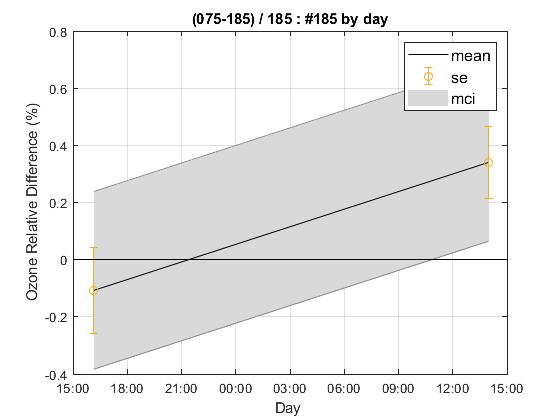 (075-185) / 185 : #185 by day
Ozone Relative Difference (%)
0.8
0.6
0.4
0.2
0
-0.2
-0.4
mean
se
mci
15:00 18:00 21:00 00:00 03:00 06:00 09:00 12:00 15:00
Day